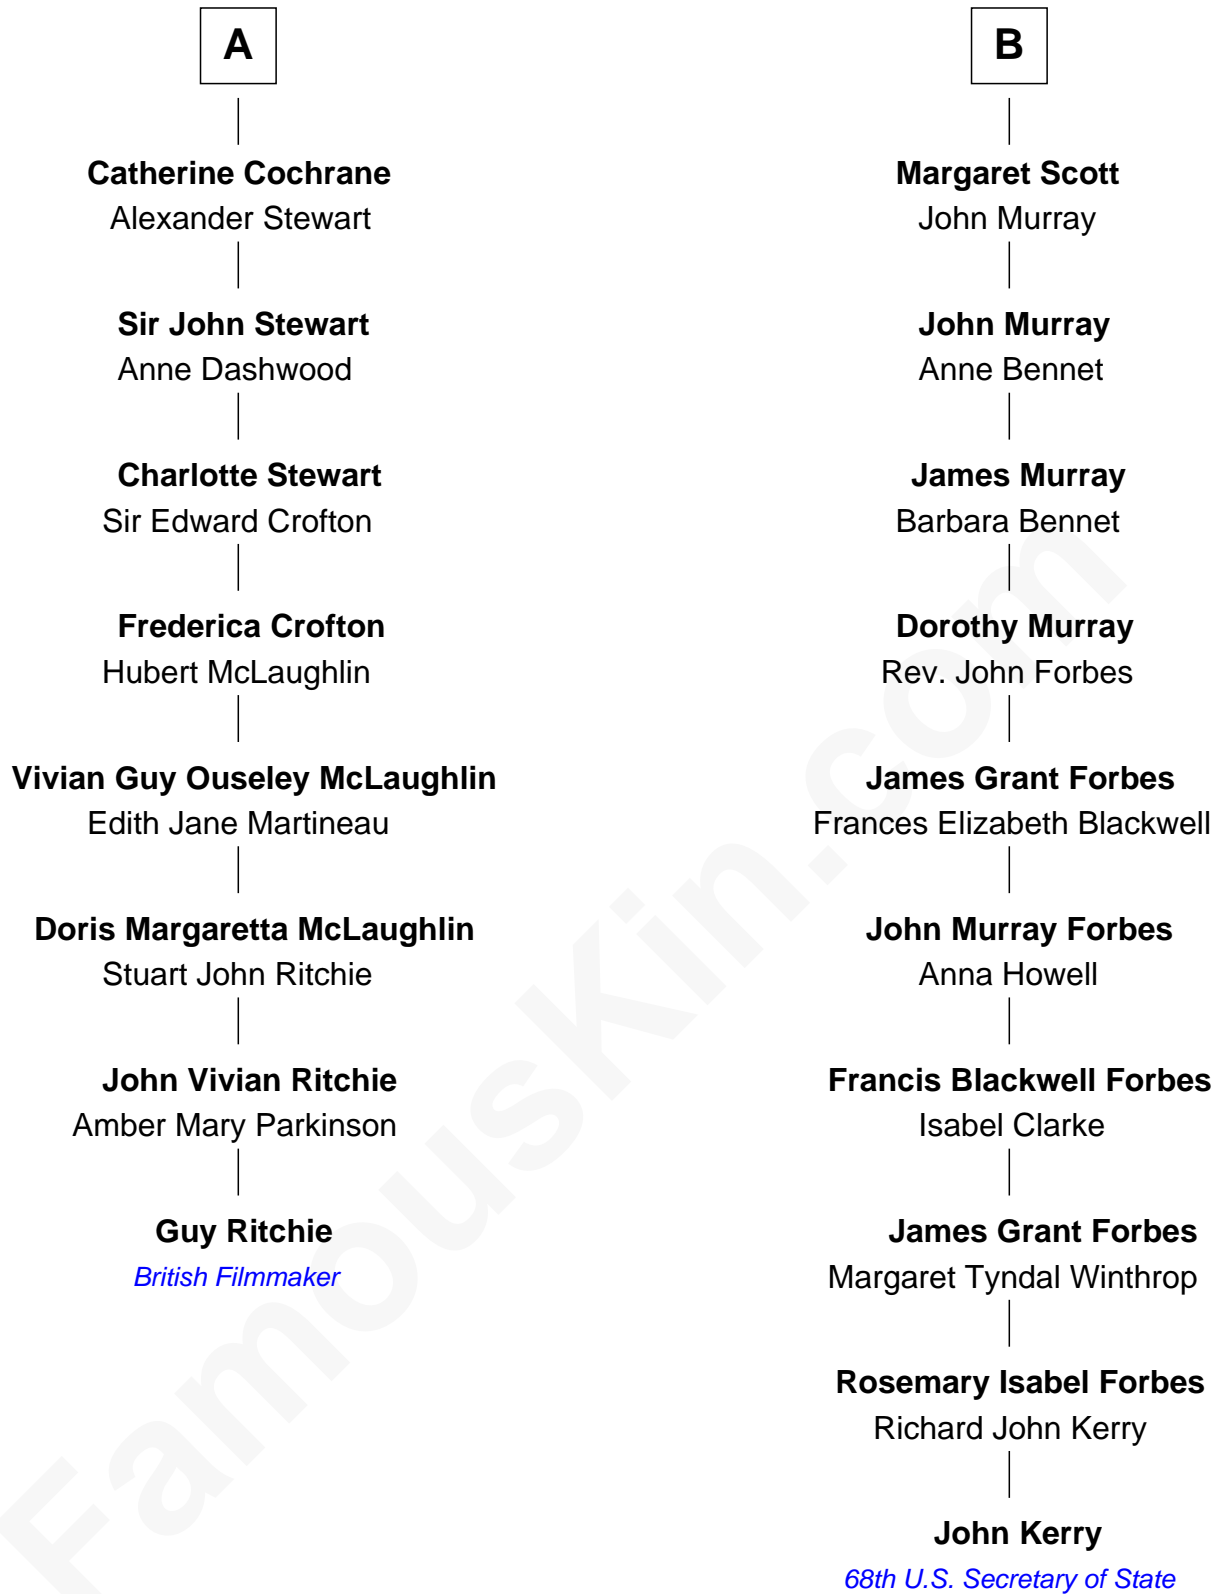 A
Catherine Cochrane
Alexander Stewart
Sir John Stewart
Anne Dashwood
Charlotte Stewart
Sir Edward Crofton
Frederica Crofton
Hubert McLaughlin
Vivian Guy Ouseley McLaughlin
Edith Jane Martineau
Doris Margaretta McLaughlin
Stuart John Ritchie
John Vivian Ritchie
Amber Mary Parkinson
Guy Ritchie
British Filmmaker
B
Margaret Scott
John Murray
John Murray
Anne Bennet
James Murray
Barbara Bennet
Dorothy Murray
Rev. John Forbes
James Grant Forbes
Frances Elizabeth Blackwell
John Murray Forbes
Anna Howell
Francis Blackwell Forbes
Isabel Clarke
James Grant Forbes
Margaret Tyndal Winthrop
Rosemary Isabel Forbes
Richard John Kerry
John Kerry
68th U.S. Secretary of State
FamousKin.com